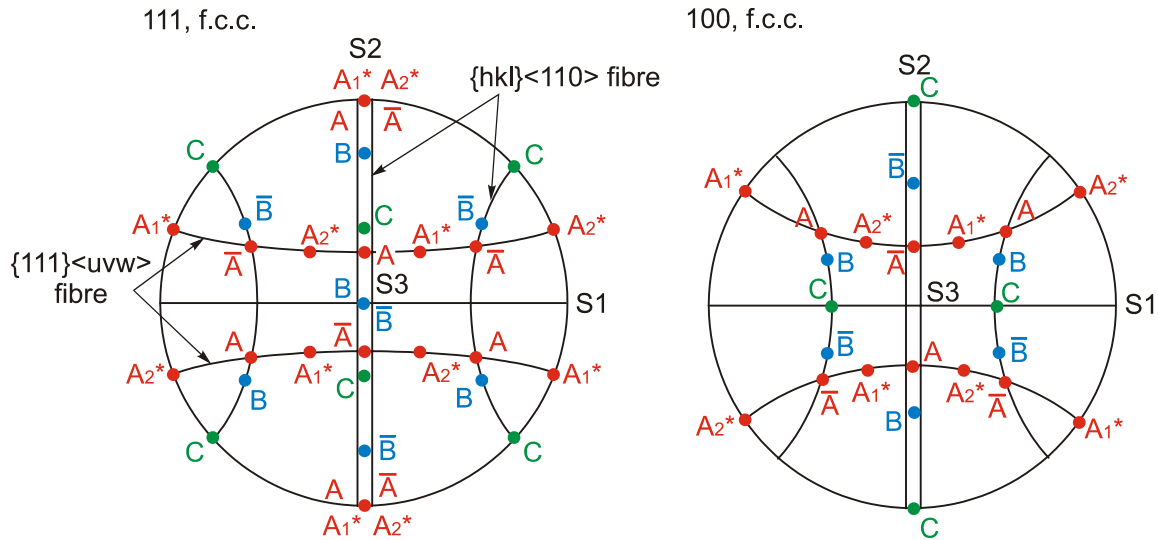 111, f.c.c.
100, f.c.c.
S2
A1* A2*
{hkl}<110> fibre
A A̅
B
C C
A1* B̅ C B̅ A2*
A̅ A2* A A1* A̅
{111}<uvw>
fibre
B S3
B̅
S1
A A̅ A
A2* A1* C A2* A1*
B B
C B̅ C
A A̅
A1* A2*
S2
C
B̅
A1* A2*
A A2* A1* A
A̅
B B
C S3 C S1
B̅ B̅
A
A̅ A1* A2* A̅
A2* B A1*
C